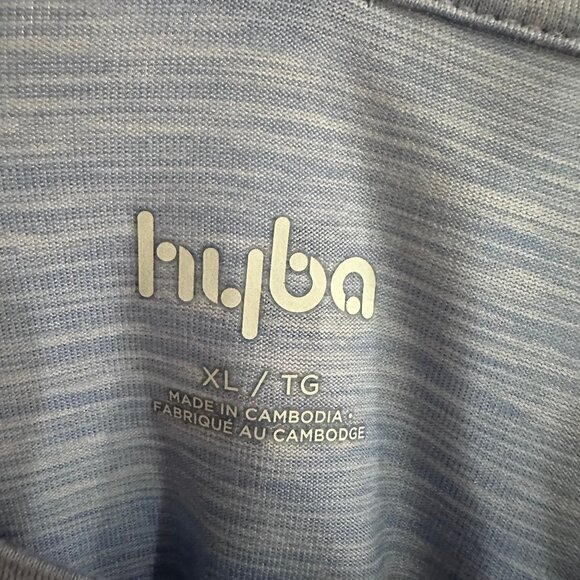 hyba
XL / TG
MADE IN CAMBODIA •
FABRIQUÉ AU CAMBODGE